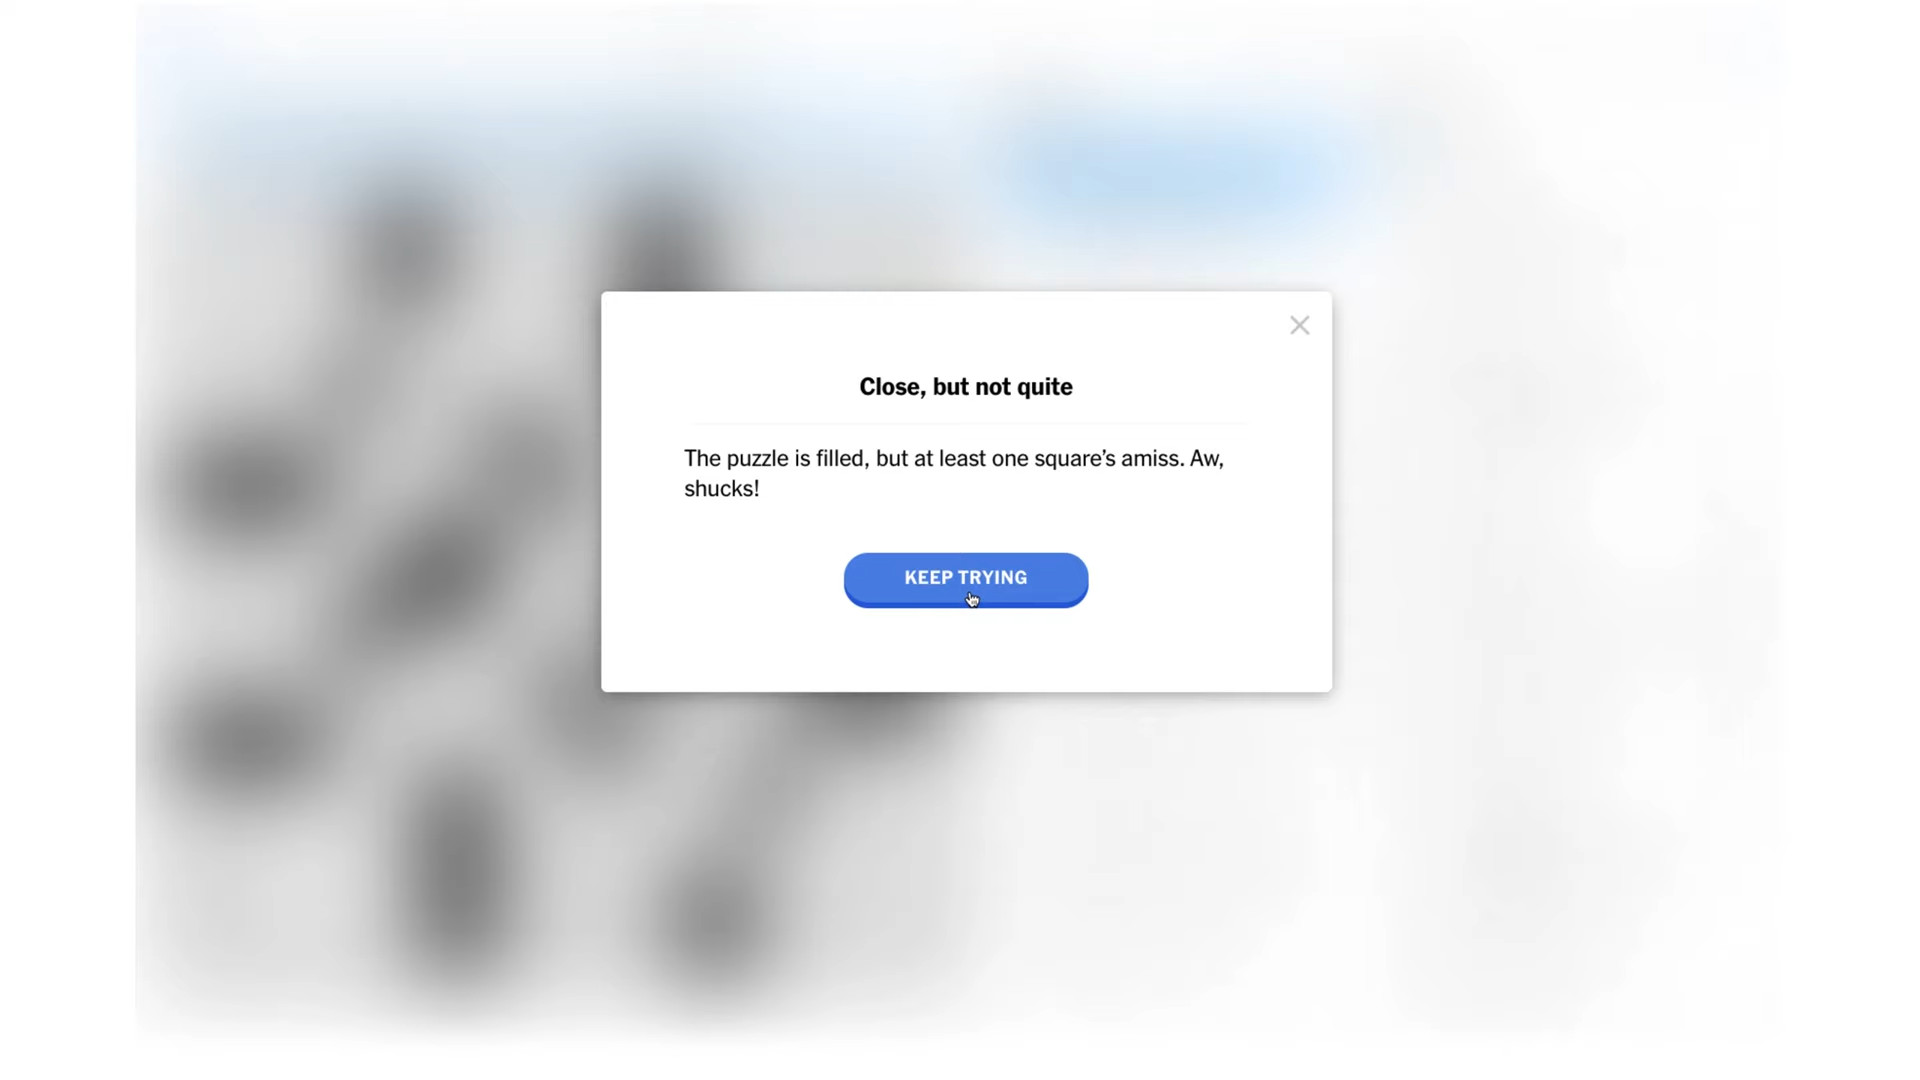 Close, but not quite
The puzzle is filled, but at least one square’s amiss. Aw,
shucks!
KEEP TRYING